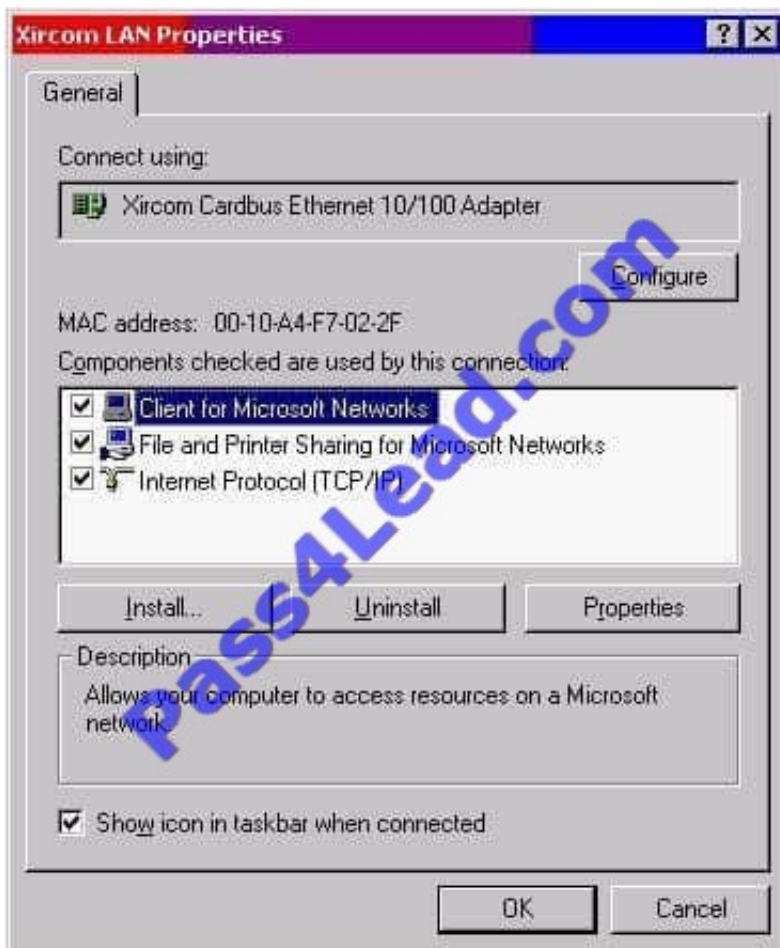 Xircom LAN Properties
General
Connect using:
Xircom Cardbus Ethernet 10/100 Adapter
Configure
MAC address: 00-10-A4-F7-02-2F
Components checked are used by this connection:
Client for Microsoft Networks
File and Printer Sharing for Microsoft Networks
Internet Protocol (TCP/IP)
Install...
Uninstall
Properties
Description
Allows your computer to access resources on a Microsoft
network.
Show icon in taskbar when connected
OK
Cancel
Pass4Lead.com